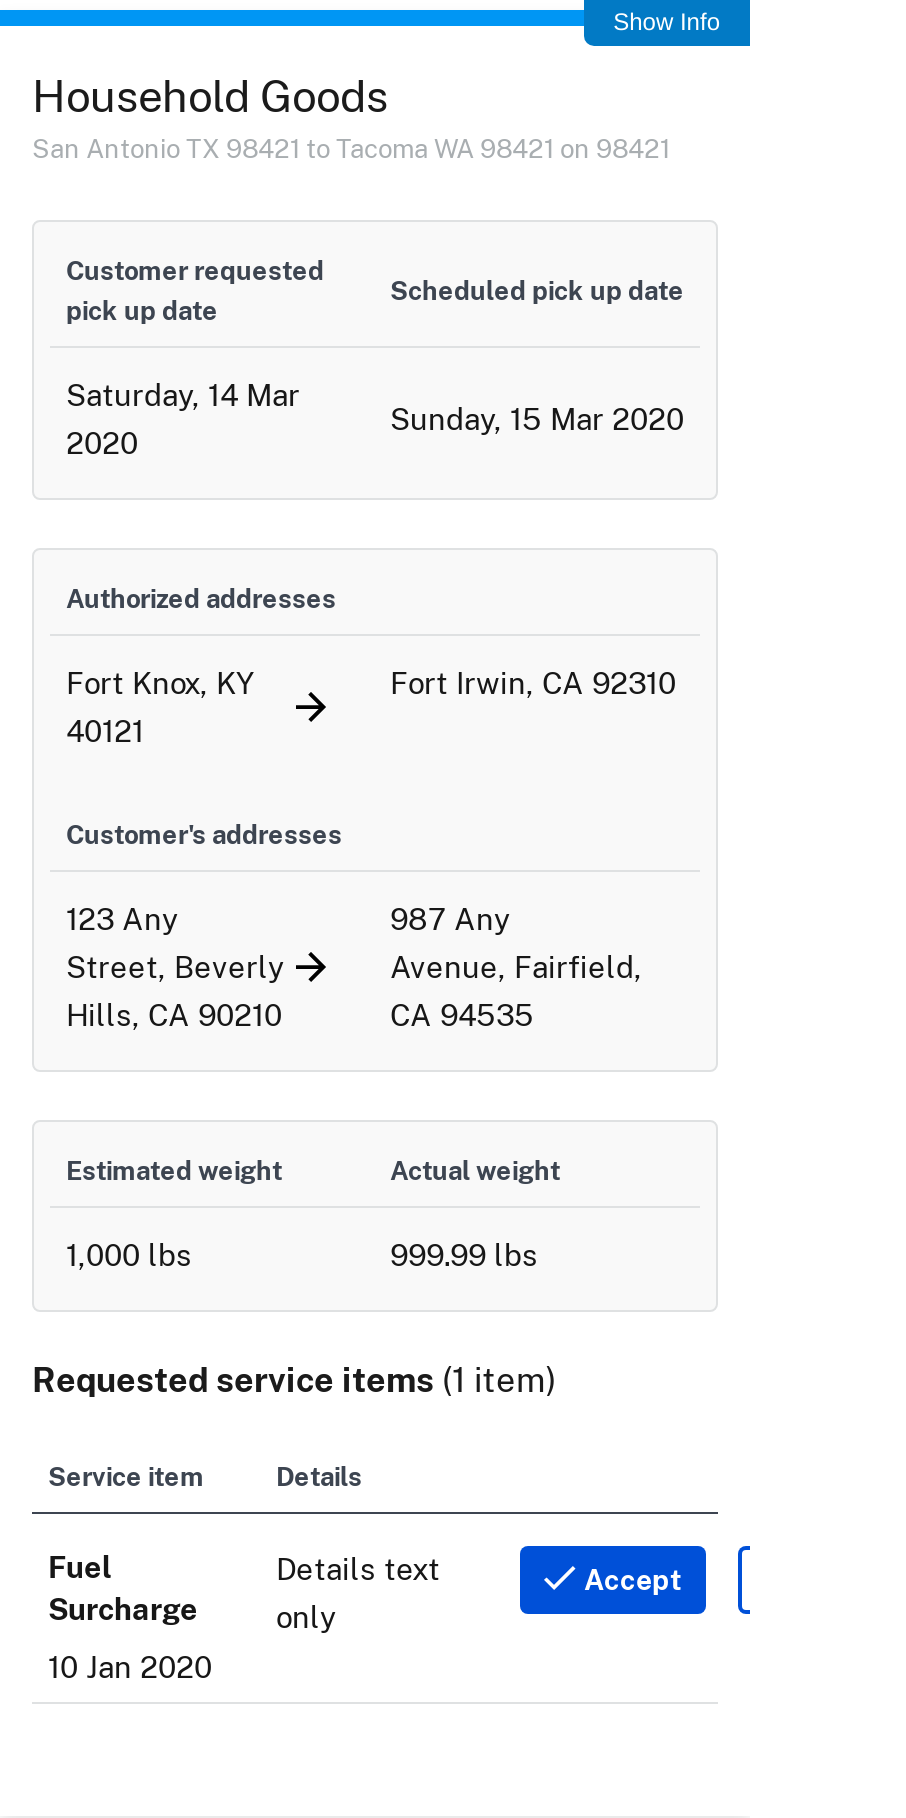 Show Info
Household Goods
San Antonio TX 98421 to Tacoma WA 98421 on 98421
Customer requested
pick up date
Scheduled pick up date
Saturday, 14 Mar
2020
Sunday, 15 Mar 2020
Authorized addresses
Fort Knox, KY
40121
Fort Irwin, CA 92310
Customer's addresses
123 Any
Street, Beverly
Hills, CA 90210
987 Any
Avenue, Fairfield,
CA 94535
Estimated weight
Actual weight
1,000 lbs
999.99 lbs
Requested service items (1 item)
Service item
Details
Fuel
Surcharge
10 Jan 2020
Details text
only
Accept